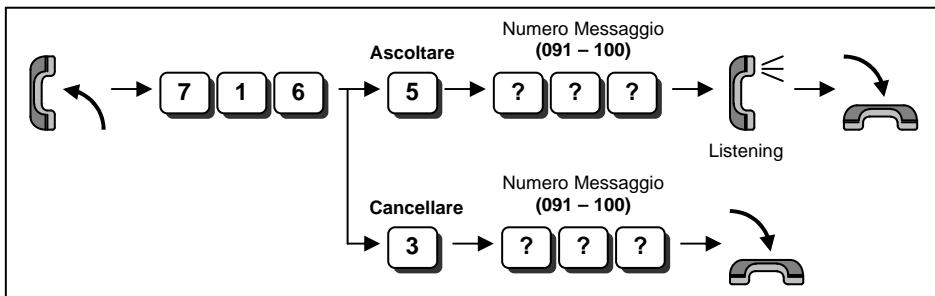 Numero Messaggio
(091 – 100)
Ascoltare
7 1 6 5 ? ? ?
Listening
Numero Messaggio
(091 – 100)
Cancellare
3 ? ? ?